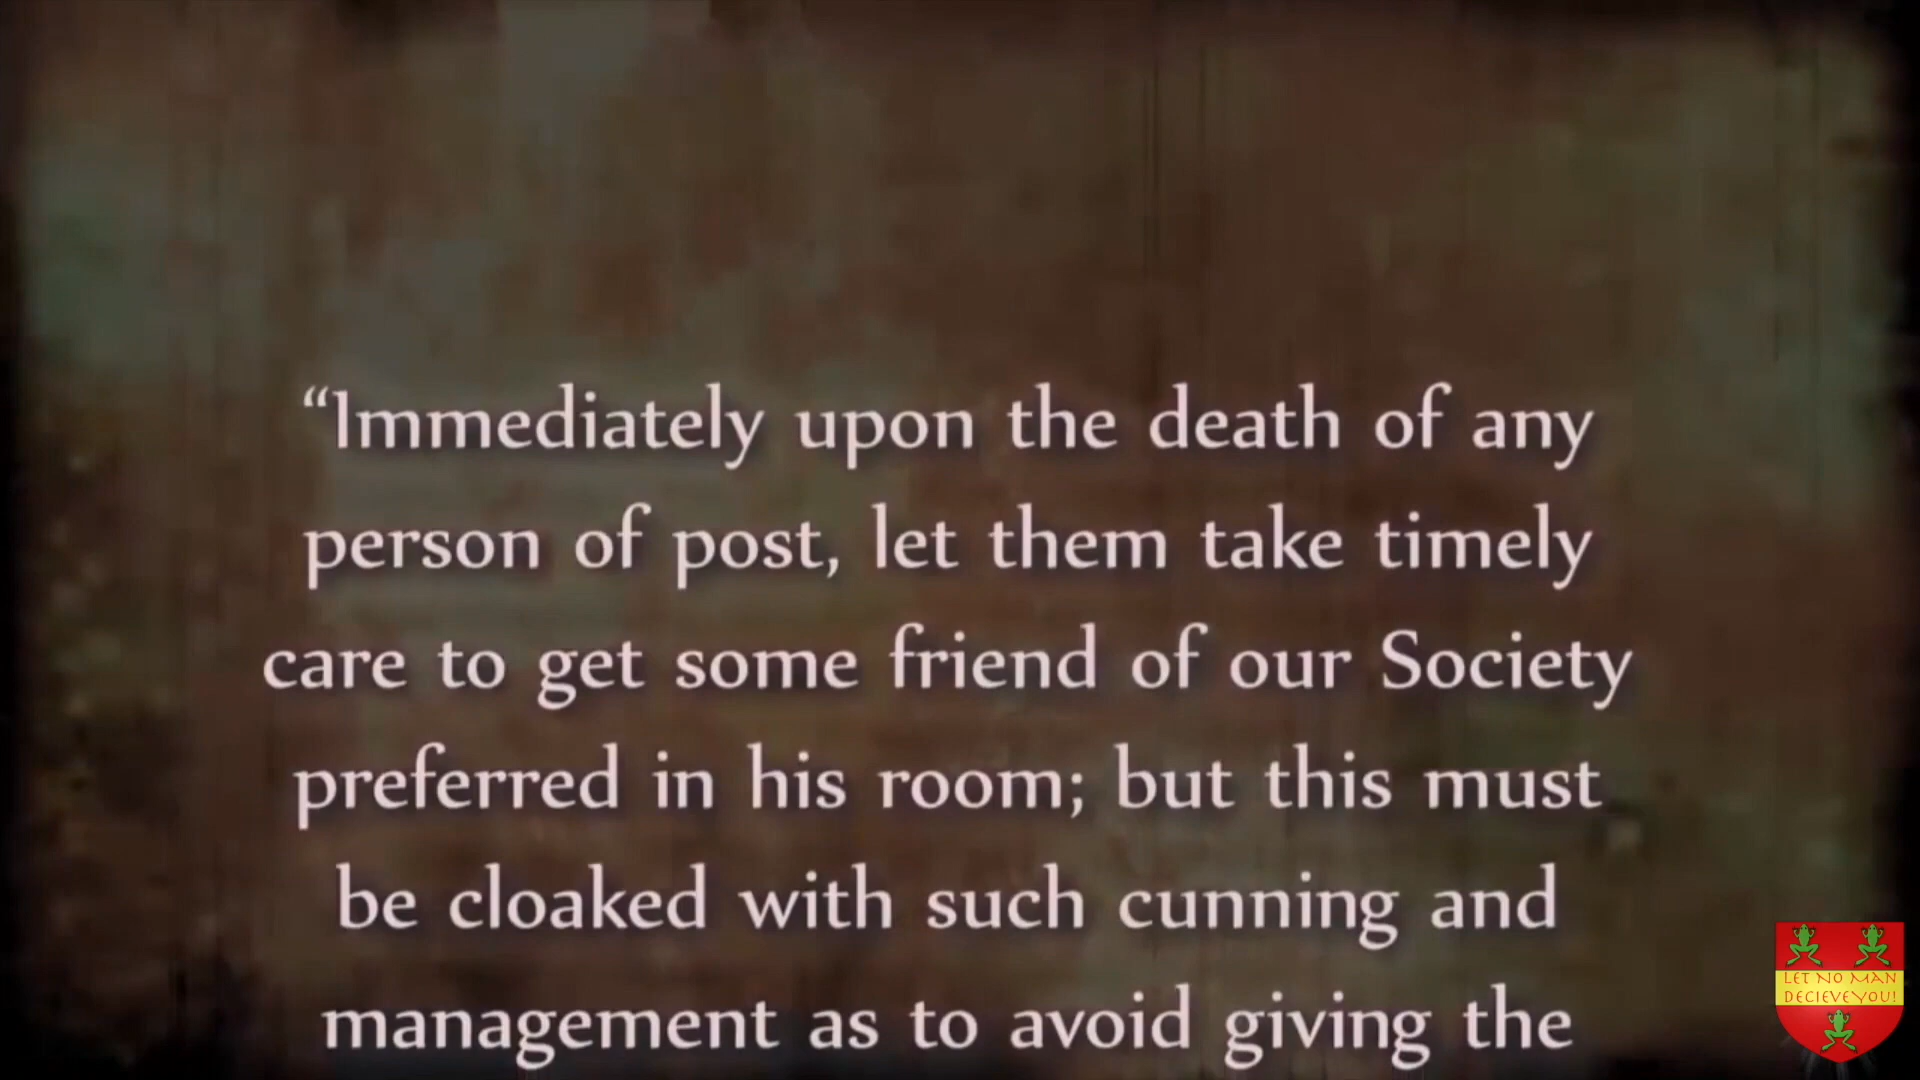 “Immediately upon the death of any
person of post, let them take timely
care to get some friend of our Society
preferred in his room; but this must
be cloaked with such cunning and
management as to avoid giving the
LET NO MAN
DECIEVE YOU!